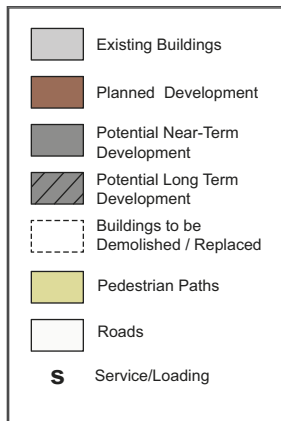 Existing Buildings
Planned Development
Potential Near-Term
Development
Potential Long Term
Development
Buildings to be
Demolished / Replaced
Pedestrian Paths
Roads
S Service/Loading